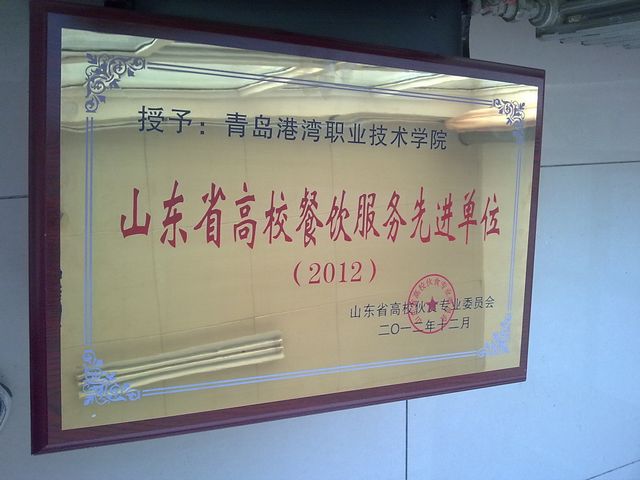 授予：青岛港湾职业技术学院
山东省高校餐饮服务先进单位
（2012）
山东省高校伙食专业委员会
二〇一二年十二月